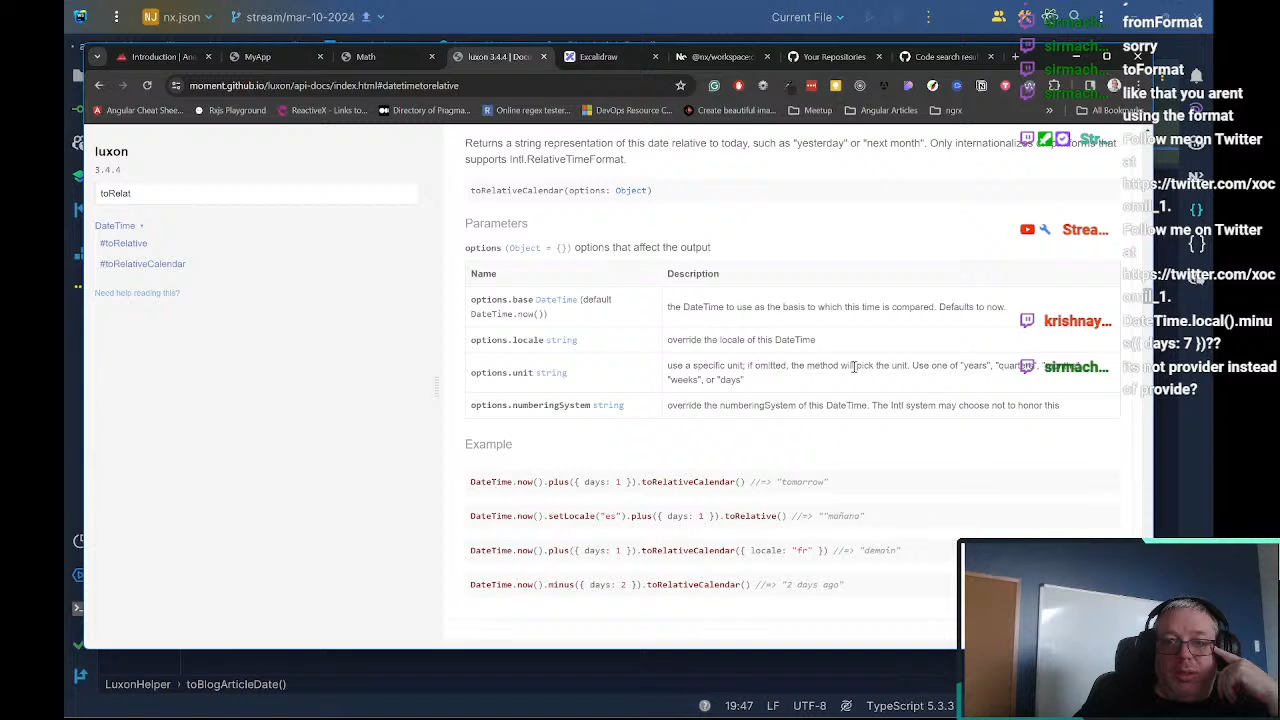 nx.json
stream/mar-10-2024
Current File
Introduction | An
MyApp
Math
luxon 3.4.4 | Doc
Excalidraw
@nx/workspace:c
Your Repositories
Code search resul
moment.github.io/luxon/api-docs/index.html#datetimetorelative
Angular Cheat Shee...
Rxjs Playground
ReactiveX - Introdu...
Directory of Pragma...
Online regex tester...
DevOps Resource C...
Create beautiful ima...
Meetup
Angular Articles
ngrx
All Bookmarks
luxon
3.4.4
toRelat
DateTime
#toRelative
#toRelativeCalendar
Need help reading this?
Returns a string representation of this date relative to today, such as "yesterday" or "next month". Only internationalizes
that
supports Intl.RelativeTimeFormat.
toRelativeCalendar(options: Object)
Parameters
options (Object = {}) options that affect the output
Name Description
options.base DateTime (default
DateTime.now())
the DateTime to use as the basis to which this time is compared. Defaults to now.
options.locale string override the locale of this DateTime
options.unit string
use a specific unit; if omitted, the method will pick the unit. Use one of "years",
"weeks", or "days"
options.numberingSystem string override the numberingSystem of this DateTime. The Intl system may choose not to honor this
Example
DateTime.now().plus({ days: 1 }).toRelativeCalendar() //=> "tomorrow"
DateTime.now().setLocale("es").plus({ days: 1 }).toRelative() //=> ""mañana"
DateTime.now().plus({ days: 1 }).toRelativeCalendar({ locale: "fr" }) //=> "demain"
DateTime.now().minus({ days: 2 }).toRelativeCalendar() //=> "2 days ago"
sirmach...
fromFormat
sirmach...
sorry
sirmach...
toFormat
sirmach...
like that you arent
using the format
Str...
Follow me on Twitter
at
https://twitter.com/xoc
omil_1.
Strea...
Follow me on Twitter
at
https://twitter.com/xoc
omil_1.
krishnay...
DateTime.local().minu
s({ days: 7 })??
sirmach...
its not provider instead
of provide?
LuxonHelper › toBlogArticleDate()
19:47 LF UTF-8 TypeScript 5.3.3